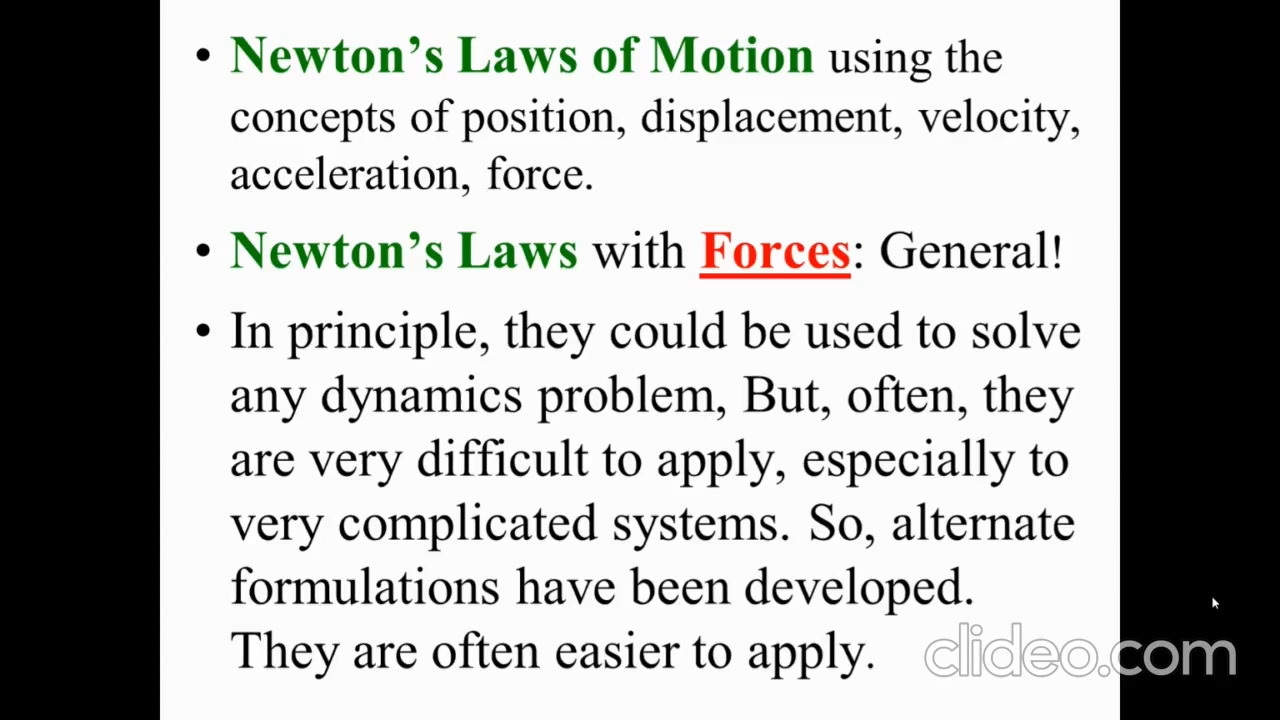 • Newton’s Laws of Motion using the
concepts of position, displacement, velocity,
acceleration, force.
• Newton’s Laws with Forces: General!
• In principle, they could be used to solve
any dynamics problem, But, often, they
are very difficult to apply, especially to
very complicated systems. So, alternate
formulations have been developed.
They are often easier to apply.
clideo.com